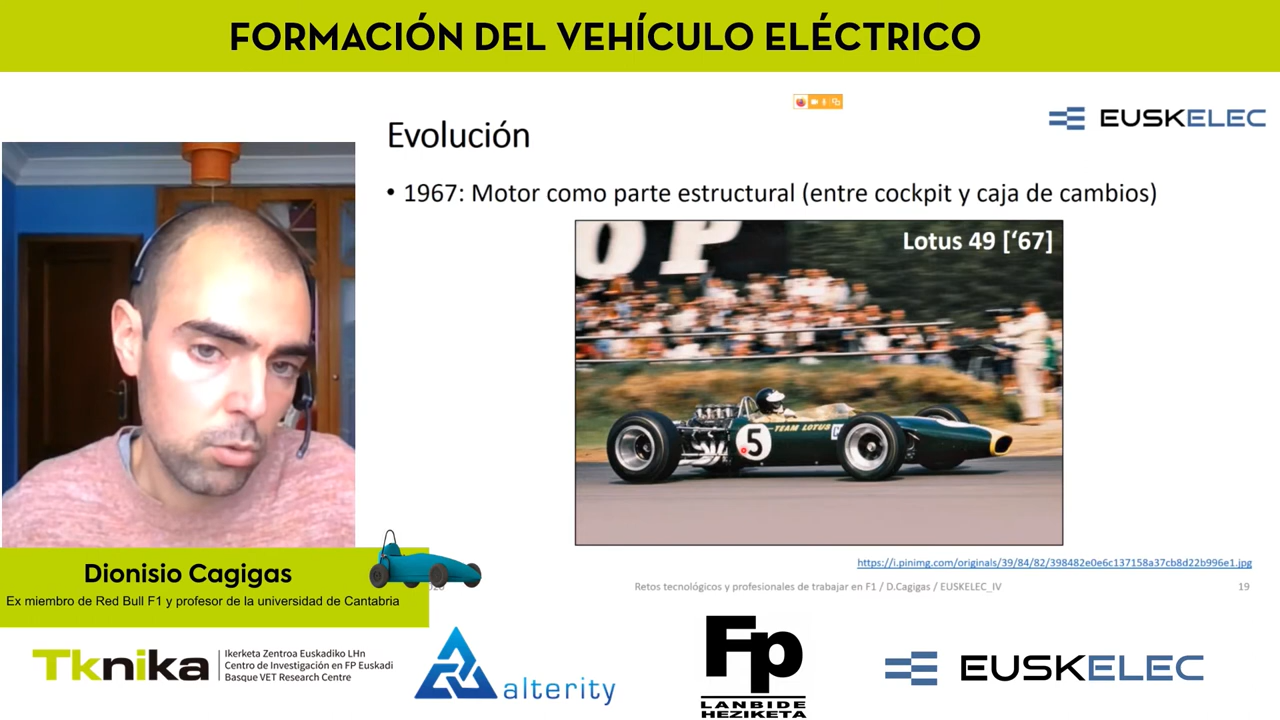 FORMACIÓN DEL VEHÍCULO ELÉCTRICO
EUSKELEC
Evolución
• 1967: Motor como parte estructural (entre cockpit y caja de cambios)
OP
Lotus 49 [‘67]
5
TEAM LOTUS
https://i.pinimg.com/originals/39/84/82/398482e0e6c137158a37cb8d22b996e1.jpg
Retos tecnológicos y profesionales de trabajar en F1 / D.Cagigas / EUSKELEC_IV
19
Dionisio Cagigas
Ex miembro de Red Bull F1 y profesor de la universidad de Cantabria
Tknika
Ikerketa Zentroa Euskadiko LHn
Centro de Investigación en FP Euskadi
Basque VET Research Centre
alterity
Fp
LANBIDE
HEZIKETA
EUSKELEC